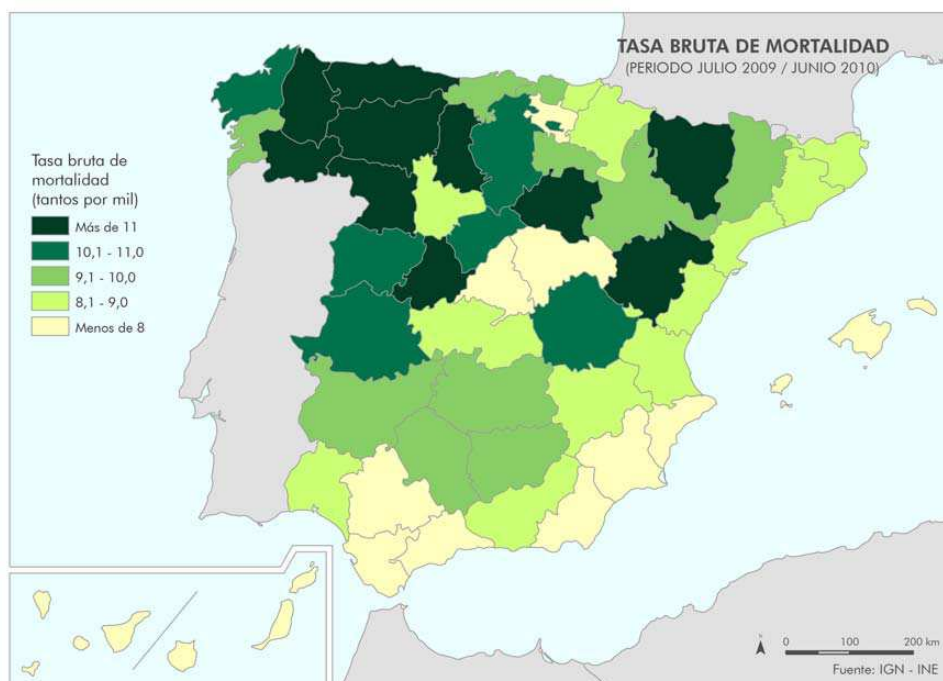 TASA BRUTA DE MORTALIDAD
(PERIODO JULIO 2009 / JUNIO 2010)
Tasa bruta de
mortalidad
(tantos por mil)
Más de 11
10,1 - 11,0
9,1 - 10,0
8,1 - 9,0
Menos de 8
N
0 100 200 km
Fuente: IGN - INE